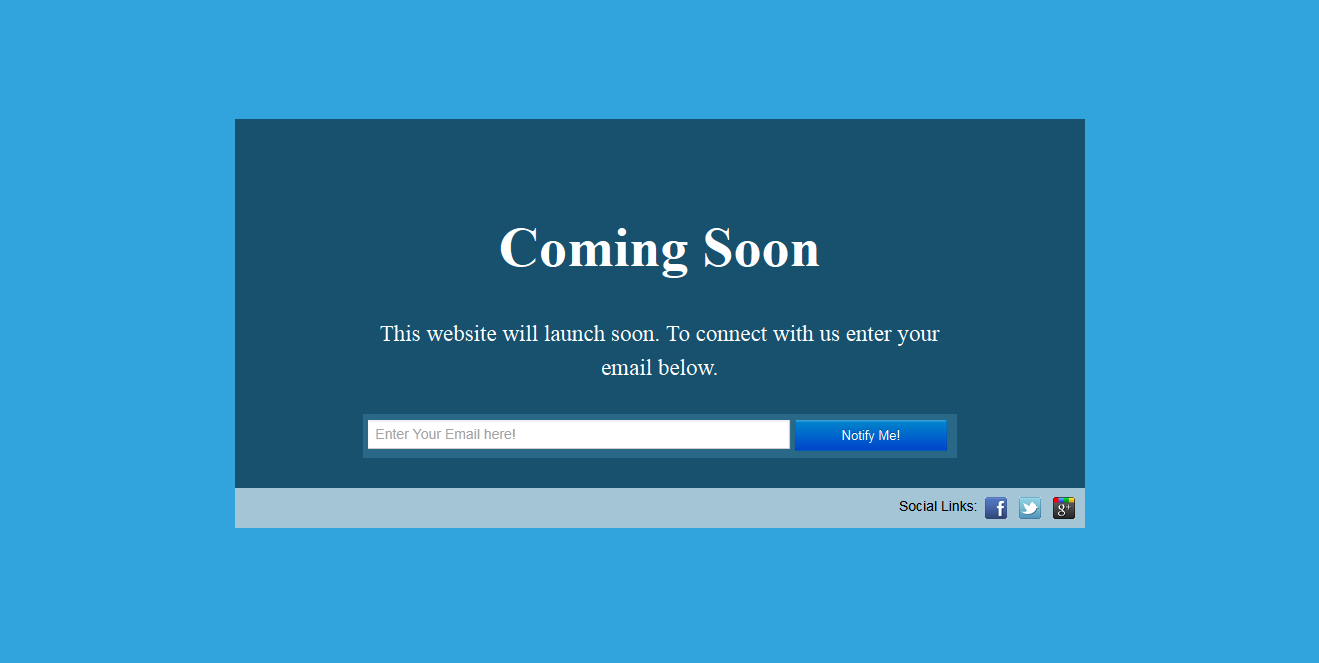 Coming Soon
This website will launch soon. To connect with us enter your
email below.
Enter Your Email here!
Notify Me!
Social Links:
f
g+